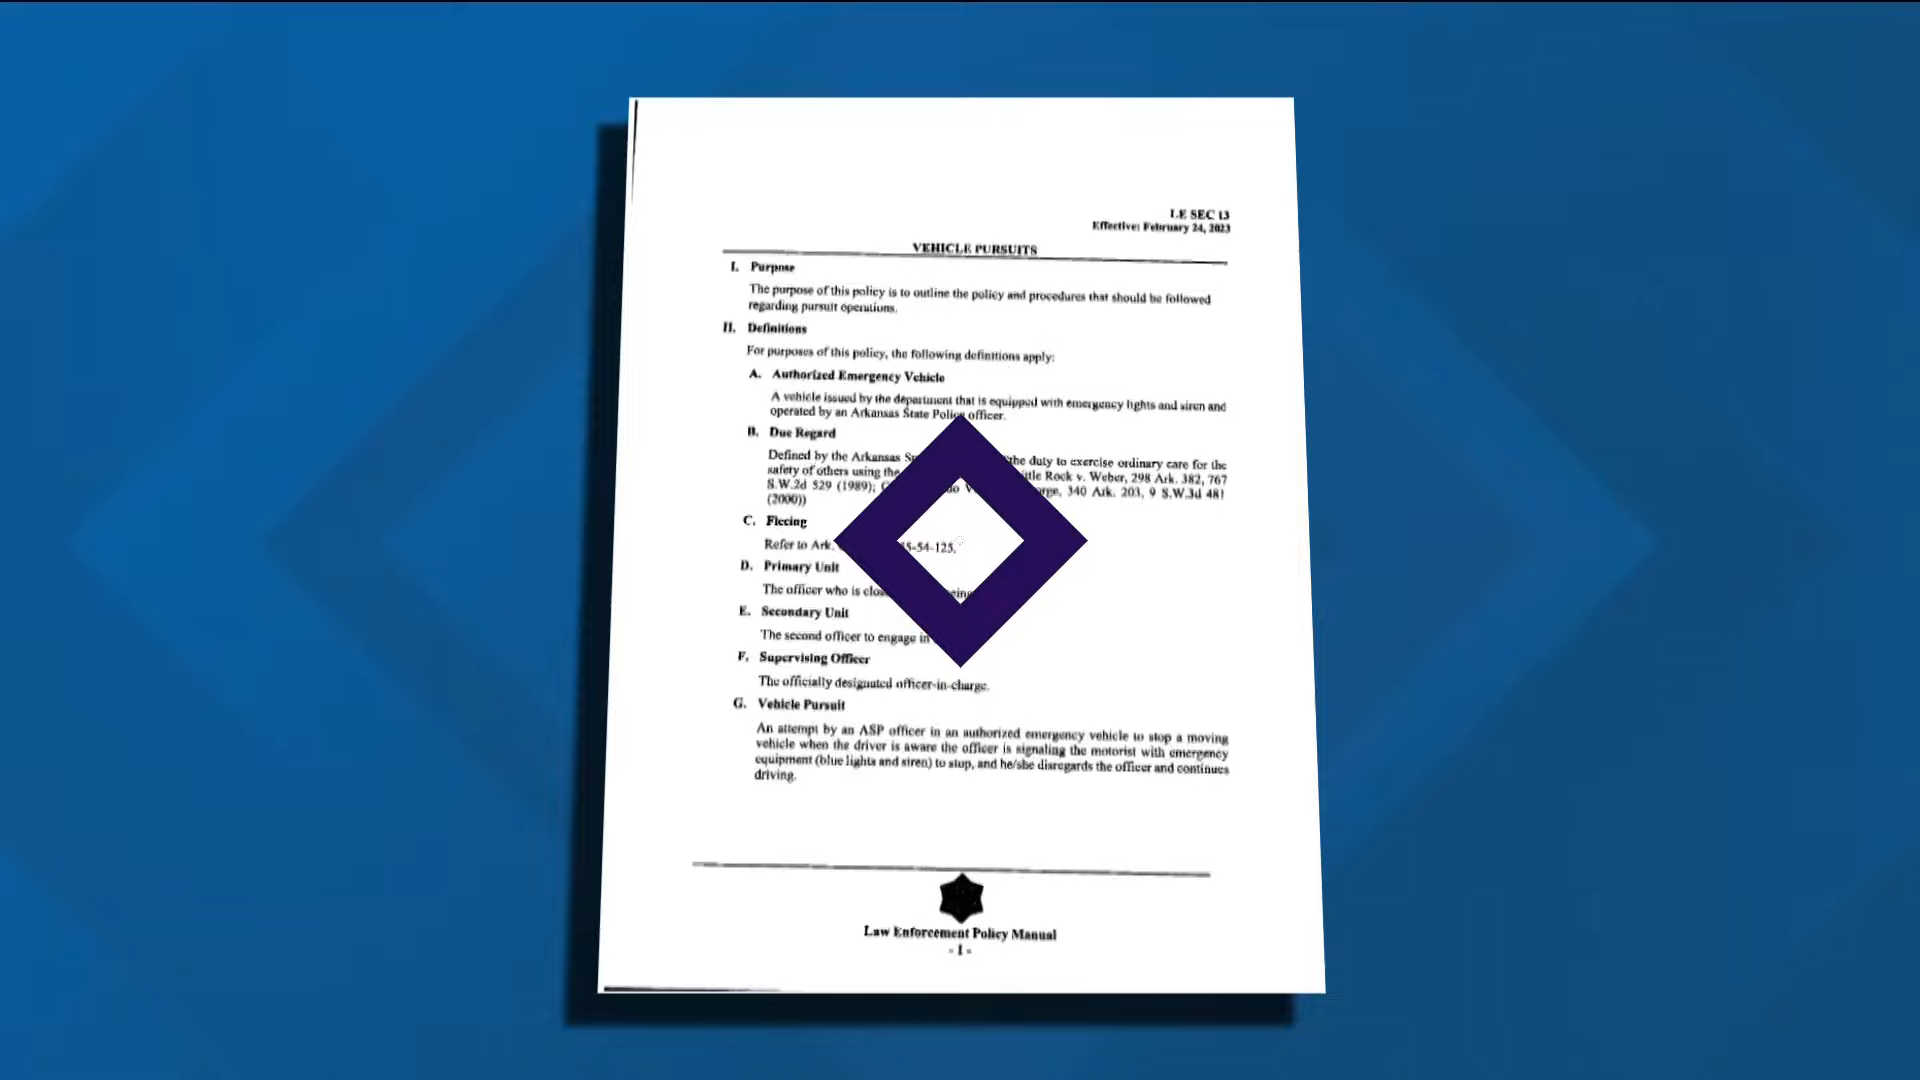 LE SEC 13
Effective: February 24, 2023
VEHICLE PURSUITS
I. Purpose
The purpose of this policy is to outline the policy and procedures that should be followed
regarding pursuit operations.
II. Definitions
For purposes of this policy, the following definitions apply:
A. Authorized Emergency Vehicle
A vehicle issued by the department that is equipped with emergency lights and siren and
operated by an Arkansas State Police officer.
B. Due Regard
Defined by the Arkansas the duty to exercise ordinary care for the
safety of others using the Rock v. Weber, 298 Ark. 382, 767
S.W.2d 529 (1989); 340 Ark. 203, 9 S.W.3d 481
(2000))
C. Fleeing
Refer to Ark. 5-54-125.
D. Primary Unit
The officer who is
E. Secondary Unit
The second officer to engage in
F. Supervising Officer
The officially designated officer-in-charge.
G. Vehicle Pursuit
An attempt by an ASP officer in an authorized emergency vehicle to stop a moving
vehicle when the driver is aware the officer is signaling the motorist with emergency
equipment (blue lights and siren) to stop, and he/she disregards the officer and continues
driving.
Law Enforcement Policy Manual
- 1 -